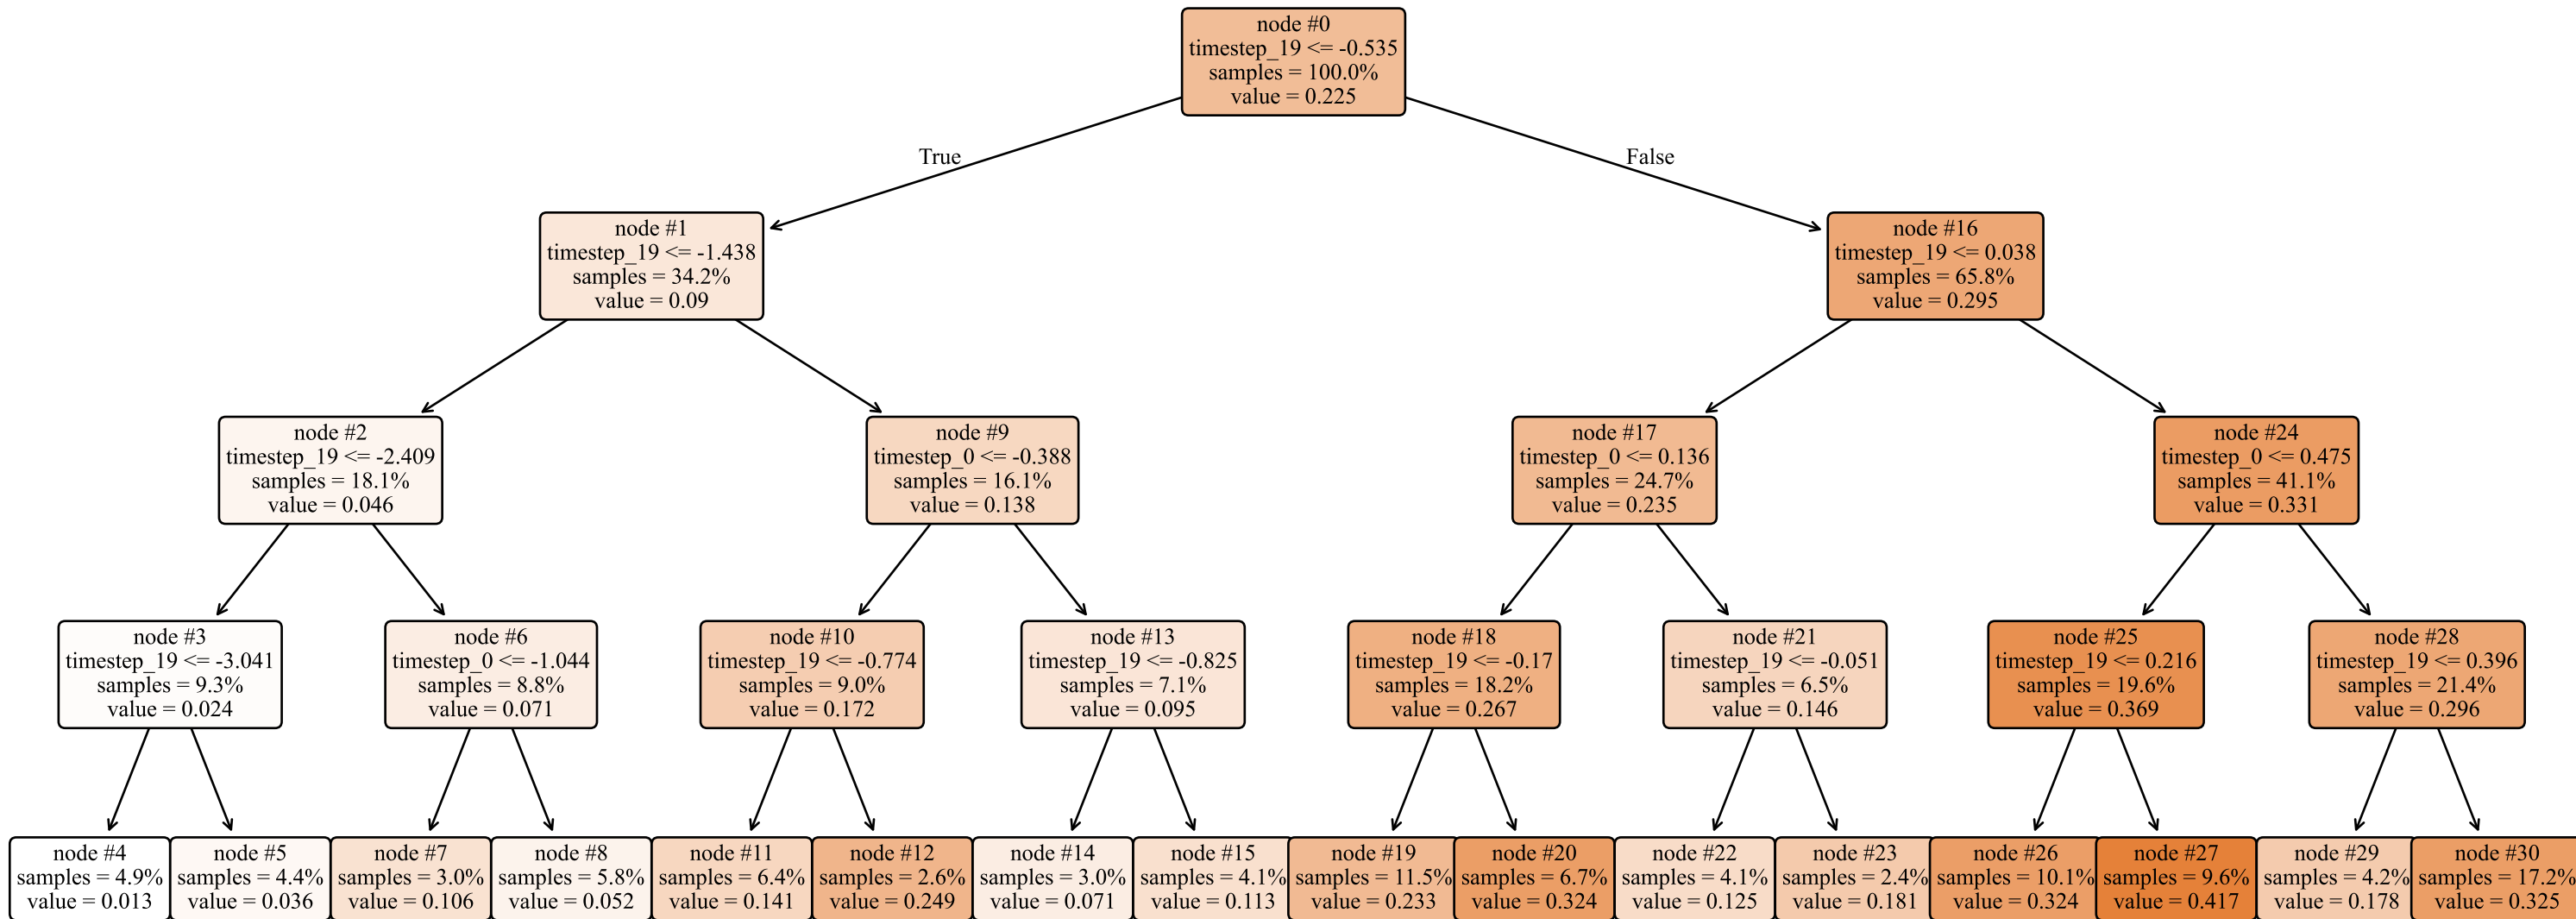 node #0
timestep_19 <= -0.535
samples = 100.0%
value = 0.225
True
False
node #1
timestep_19 <= -1.438
samples = 34.2%
value = 0.09
node #16
timestep_19 <= 0.038
samples = 65.8%
value = 0.295
node #2
timestep_19 <= -2.409
samples = 18.1%
value = 0.046
node #9
timestep_0 <= -0.388
samples = 16.1%
value = 0.138
node #17
timestep_0 <= 0.136
samples = 24.7%
value = 0.235
node #24
timestep_0 <= 0.475
samples = 41.1%
value = 0.331
node #3
timestep_19 <= -3.041
samples = 9.3%
value = 0.024
node #6
timestep_0 <= -1.044
samples = 8.8%
value = 0.071
node #10
timestep_19 <= -0.774
samples = 9.0%
value = 0.172
node #13
timestep_19 <= -0.825
samples = 7.1%
value = 0.095
node #18
timestep_19 <= -0.17
samples = 18.2%
value = 0.267
node #21
timestep_19 <= -0.051
samples = 6.5%
value = 0.146
node #25
timestep_19 <= 0.216
samples = 19.6%
value = 0.369
node #28
timestep_19 <= 0.396
samples = 21.4%
value = 0.296
node #4
samples = 4.9%
value = 0.013
node #5
samples = 4.4%
value = 0.036
node #7
samples = 3.0%
value = 0.106
node #8
samples = 5.8%
value = 0.052
node #11
samples = 6.4%
value = 0.141
node #12
samples = 2.6%
value = 0.249
node #14
samples = 3.0%
value = 0.071
node #15
samples = 4.1%
value = 0.113
node #19
samples = 11.5%
value = 0.233
node #20
samples = 6.7%
value = 0.324
node #22
samples = 4.1%
value = 0.125
node #23
samples = 2.4%
value = 0.181
node #26
samples = 10.1%
value = 0.324
node #27
samples = 9.6%
value = 0.417
node #29
samples = 4.2%
value = 0.178
node #30
samples = 17.2%
value = 0.325